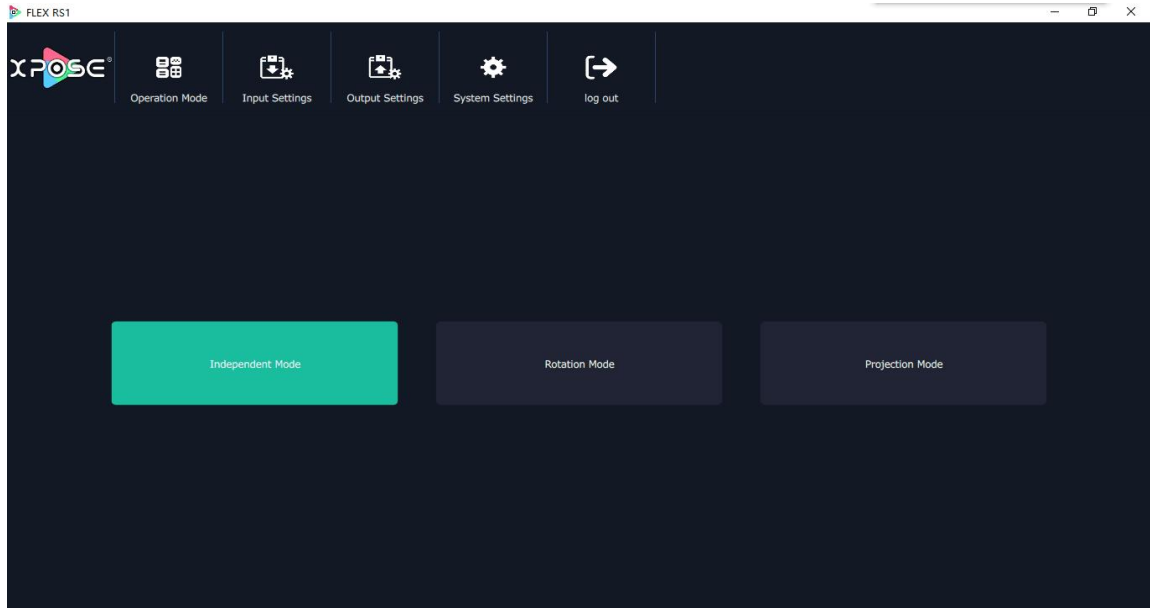 FLEX RS1
XPOSE®
Operation Mode
Input Settings
Output Settings
System Settings
log out
Independent Mode
Rotation Mode
Projection Mode